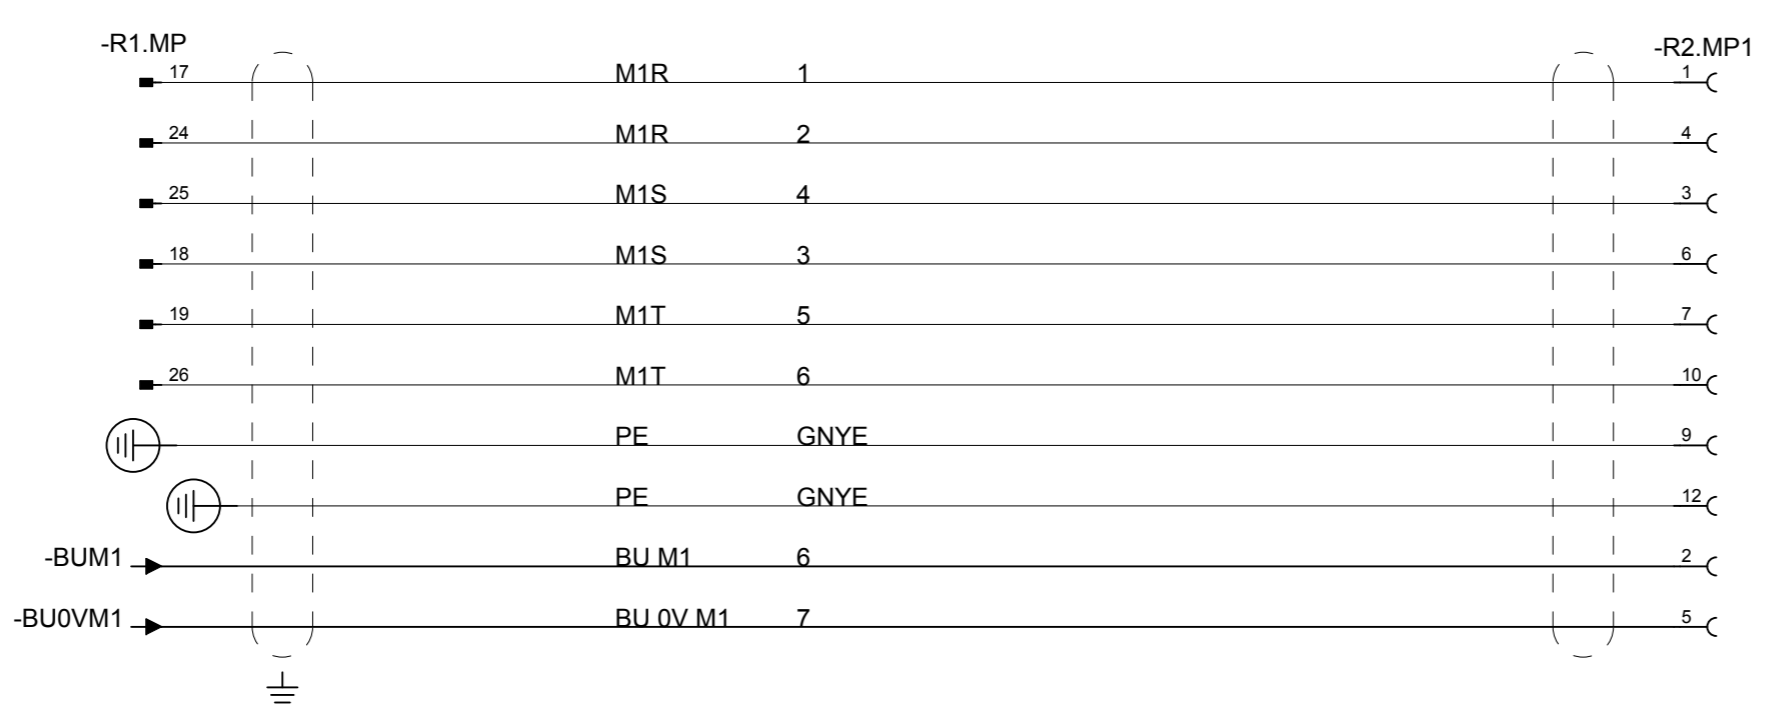 -R1.MP -R2.MP1
17 M1R 1 1
24 M1R 2 4
25 M1S 4 3
18 M1S 3 6
19 M1T 5 7
26 M1T 6 10
PE GNYE 9
PE GNYE 12
-BUM1 BU M1 6 2
-BU0VM1 BU 0V M1 7 5